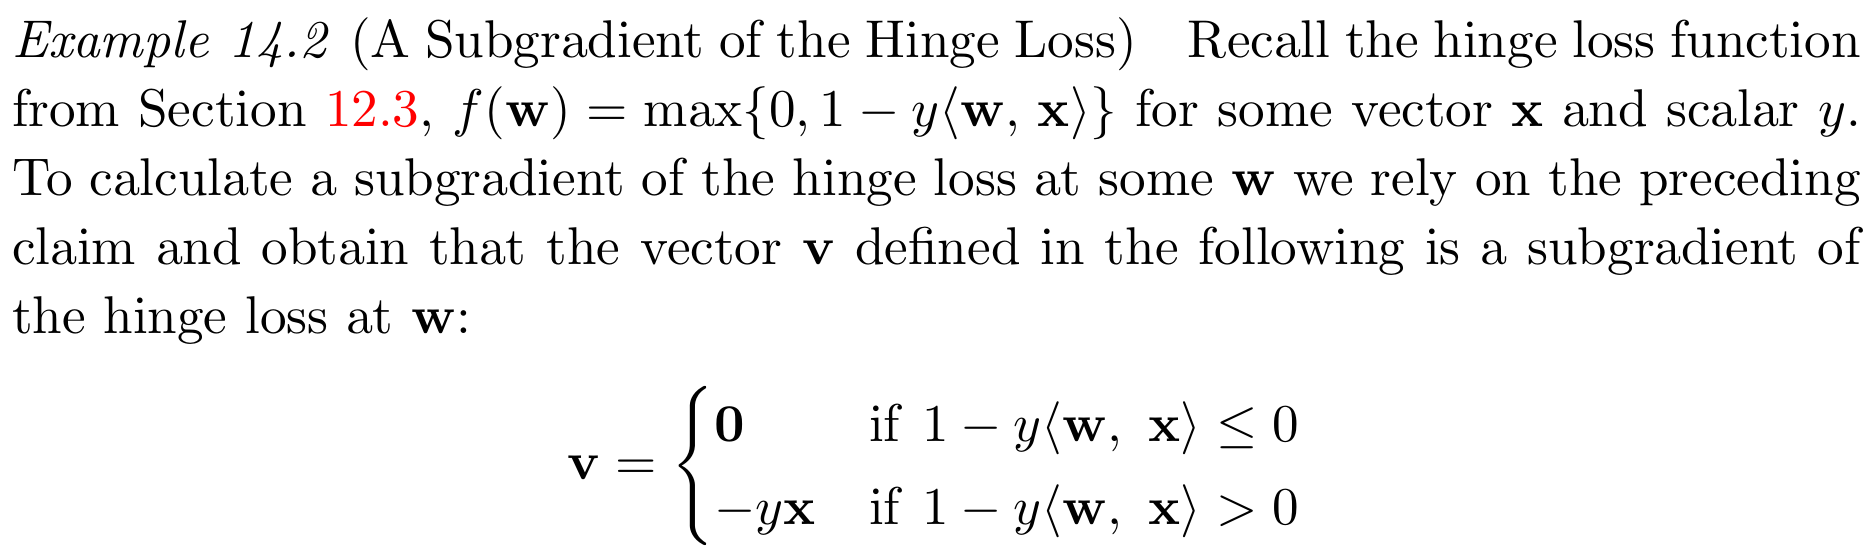 Example 14.2 (A Subgradient of the Hinge Loss) Recall the hinge loss function
from Section 12.3, f(w) = max{0, 1 − y⟨w, x⟩} for some vector x and scalar y.
To calculate a subgradient of the hinge loss at some w we rely on the preceding
claim and obtain that the vector v defined in the following is a subgradient of
the hinge loss at w:
v = { 0 if 1 − y⟨w, x⟩ ≤ 0
−yx if 1 − y⟨w, x⟩ > 0